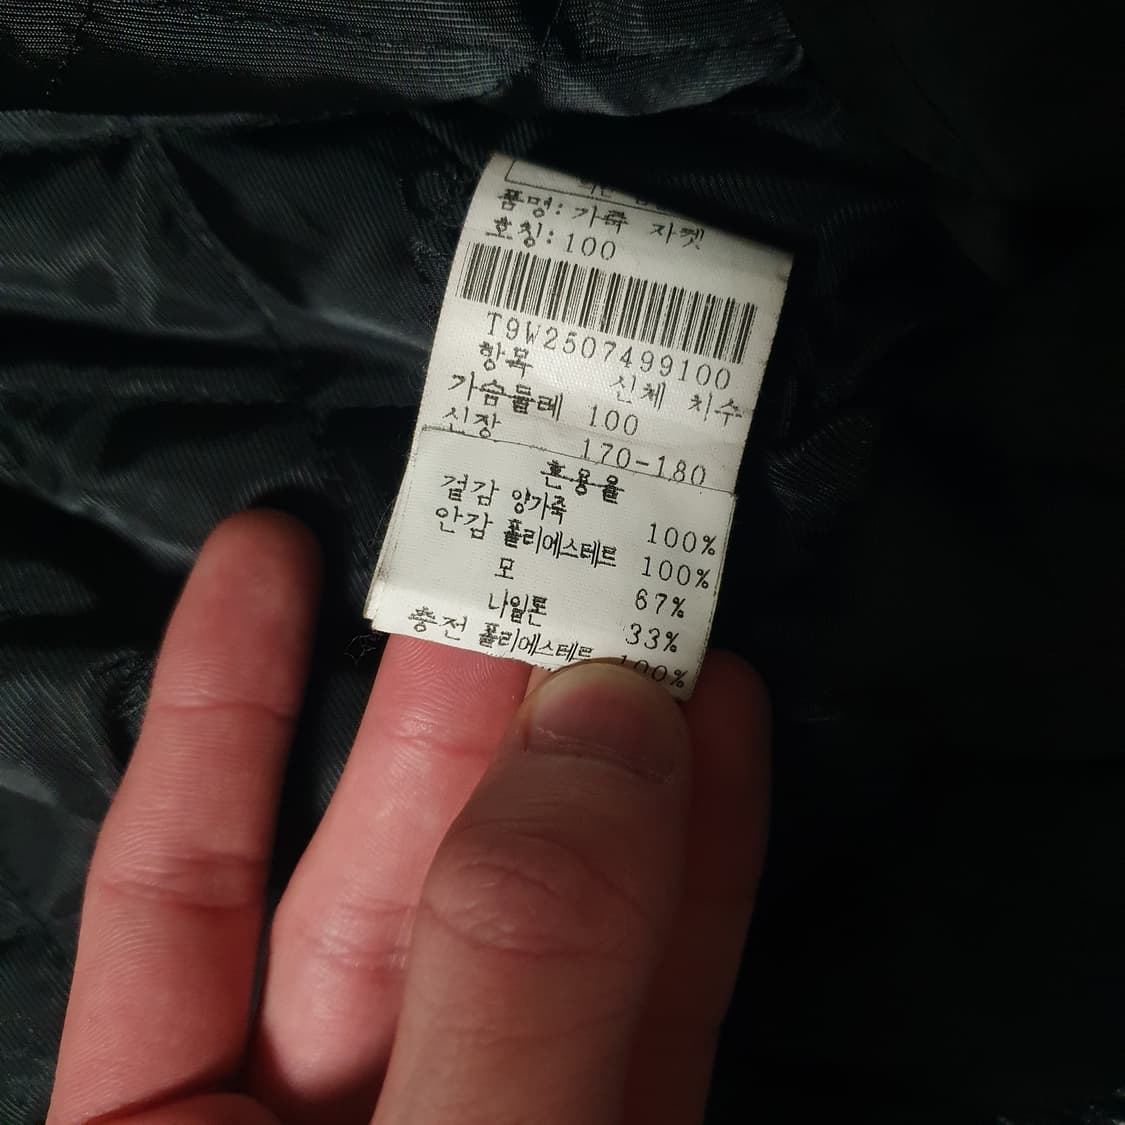 품명: 가죽 자켓
호칭: 100
T9W2507499100
항목 신체 치수
가슴둘레 100
신장 170-180
혼용율
겉감 양가죽 100%
안감 폴리에스테르 100%
모 67%
나일론 33%
충전 폴리에스테르 100%